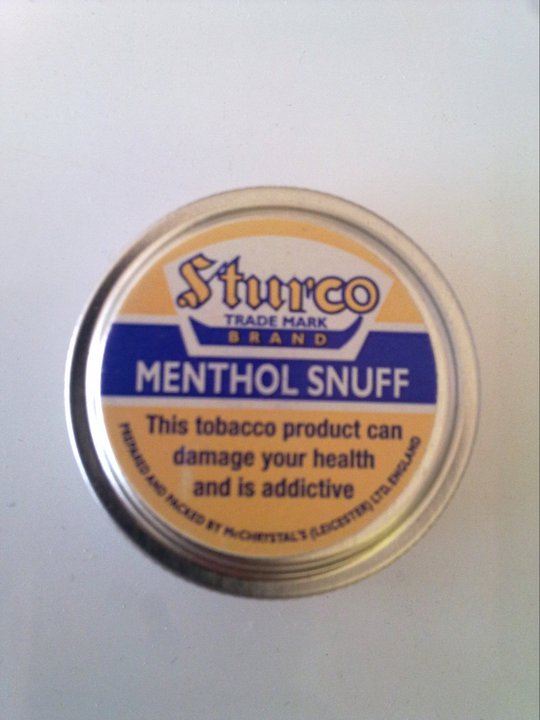 Sturco
TRADE MARK
BRAND
MENTHOL SNUFF
This tobacco product can
damage your health
and is addictive
PREPARED AND PACKED BY McCHRYSTAL'S (LEICESTER) LTD. ENGLAND